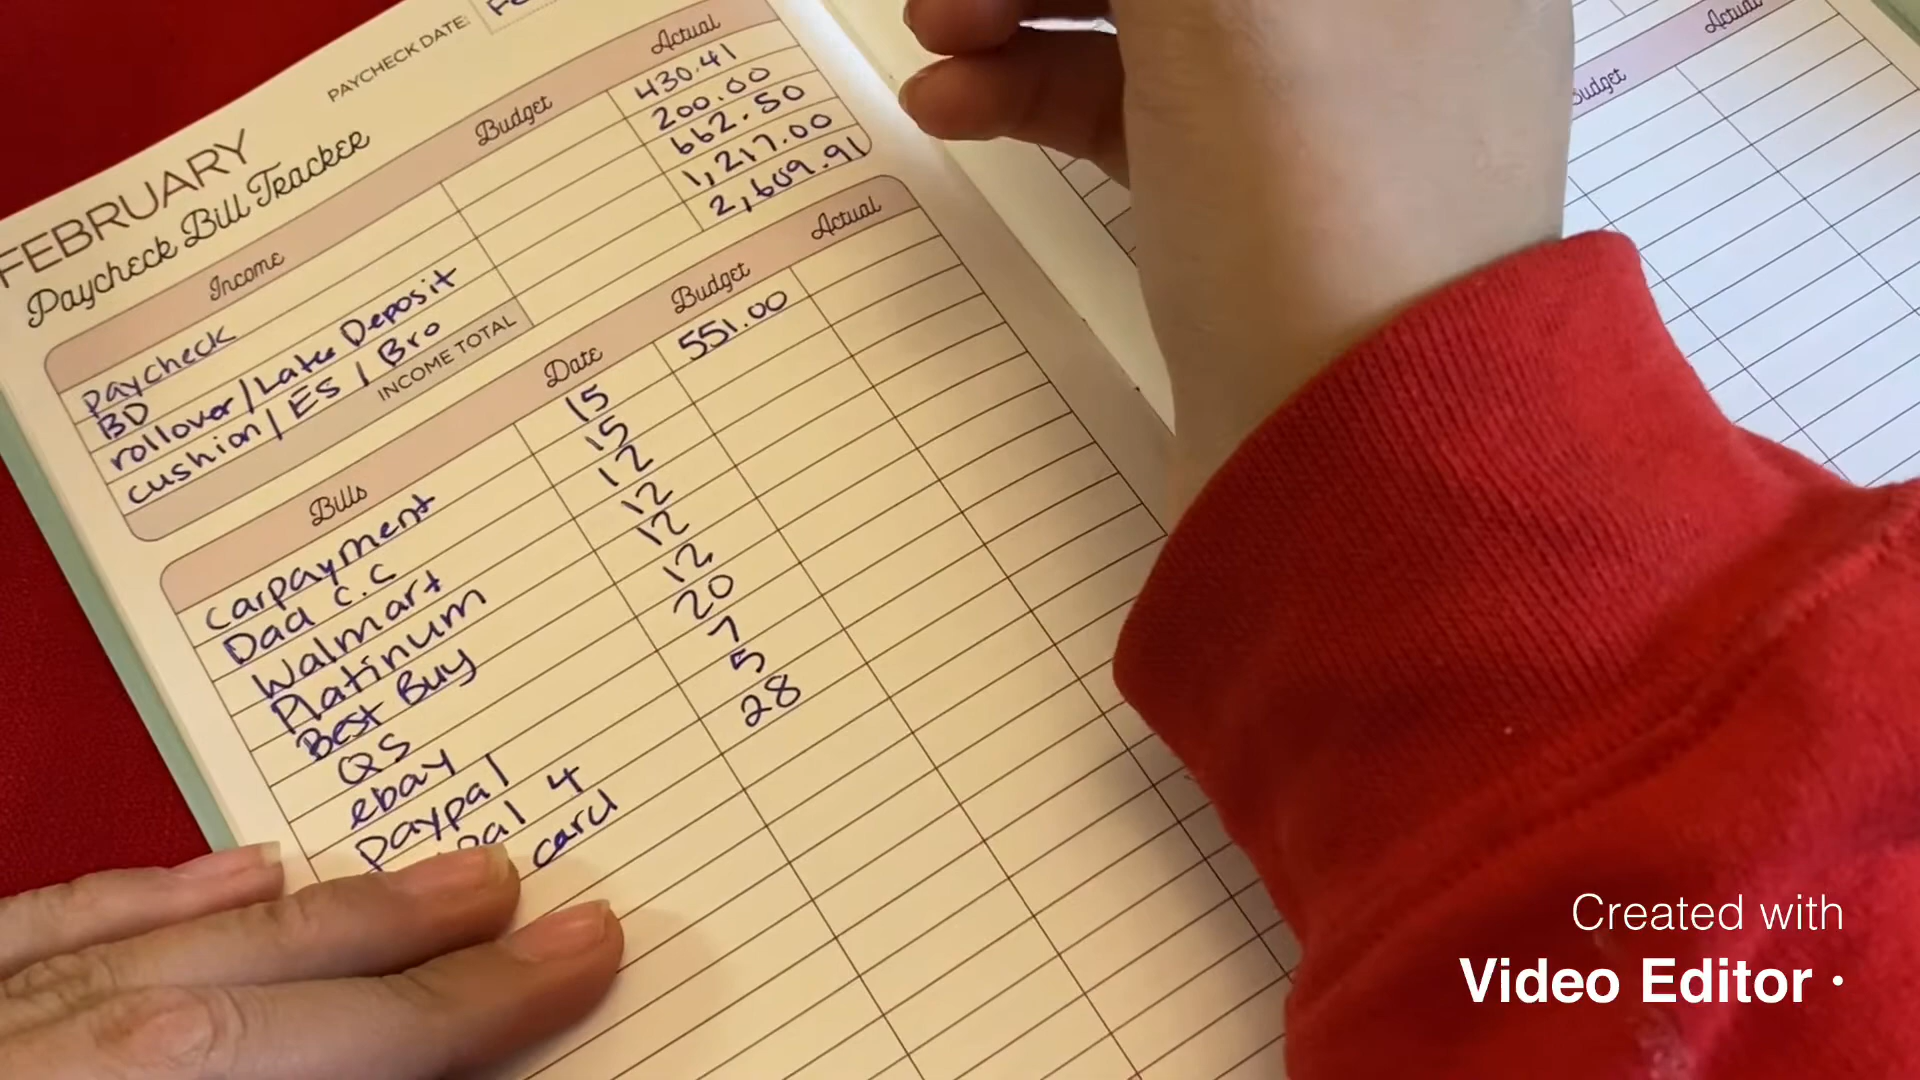 PAYCHECK DATE:
FEBRUARY
Paycheck Bill Tracker
Income Budget Actual
paycheck 430.41
BD 200.00
rollover/Late Deposit 662.50
cushion/ES/Bro 1,217.00
INCOME TOTAL 2,609.91
Bills Date Budget Actual
carpayment 15 551.00
Dad c.c 15
Walmart 12
Platinum 12
Best Buy 12
QS 12
ebay 20
paypal 7
pal 4 5
card 28
Budget Actual
Created with
Video Editor ·